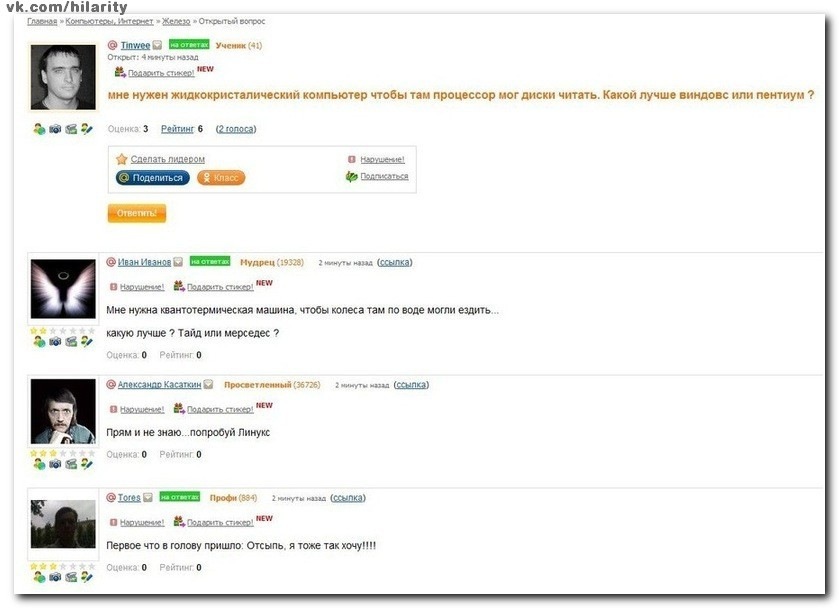 vk.com/hilarity
Главная » Компьютеры, Интернет » Железо » Открытый вопрос
Tinwee на ответах Ученик (41)
Открыт: 4 минуты назад
Подарить стикер! NEW
мне нужен жидкокристалический компьютер чтобы там процессор мог диски читать. Какой лучше виндовс или пентиум ?
Оценка: 3 Рейтинг 6 (2 голоса)
Сделать лидером Нарушение!
Поделиться Класс Подписаться
Ответить!
Иван Иванов на ответах Мудрец (19328) 2 минуты назад (ссылка)
Нарушение! Подарить стикер! NEW
Мне нужна квантотермическая машина, чтобы колеса там по воде могли ездить...
какую лучше ? Тайд или мерседес ?
Оценка: 0 Рейтинг: 0
Александр Касаткин Просветленный (36726) 2 минуты назад (ссылка)
Нарушение! Подарить стикер! NEW
Прям и не знаю...попробуй Линукс
Оценка: 0 Рейтинг: 0
Tores на ответах Профи (884) 2 минуты назад (ссылка)
Нарушение! Подарить стикер! NEW
Первое что в голову пришло: Отсыпь, я тоже так хочу!!!!
Оценка: 0 Рейтинг: 0